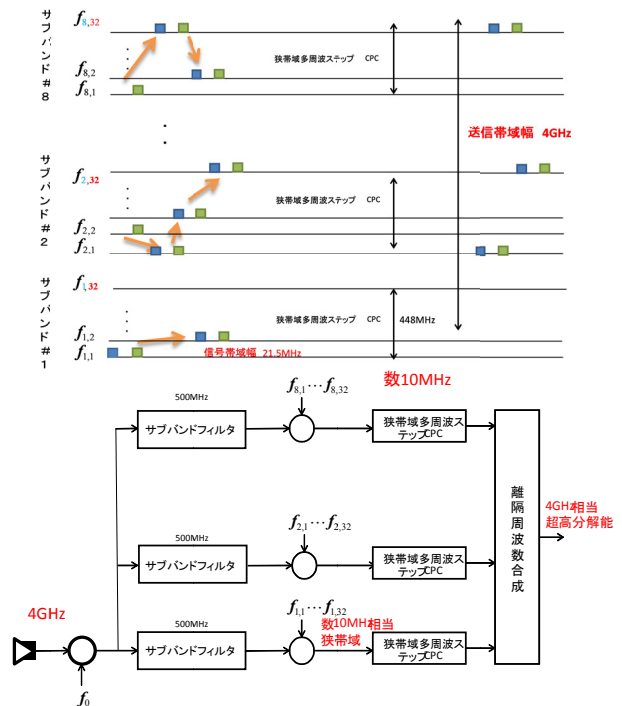 サブバンド#8
f8,32
f8,2
f8,1
狭帯域多周波ステップ CPC
送信帯域幅 4GHz
サブバンド#2
f2,32
f2,2
f2,1
狭帯域多周波ステップ CPC
サブバンド#1
f1,32
f1,2
f1,1
狭帯域多周波ステップ CPC
448MHz
信号帯域幅 21.5MHz
数10MHz
f8,1…f8,32
500MHz
サブバンドフィルタ
狭帯域多周波ス
テップCPC
f2,1…f2,32
500MHz
サブバンドフィルタ
狭帯域多周波ス
テップCPC
f1,1…f1,32
500MHz
サブバンドフィルタ
数10MH相当
狭帯域
狭帯域多周波ス
テップCPC
離隔周波数合成
4GHz相当
超高分解能
4GHz
f0